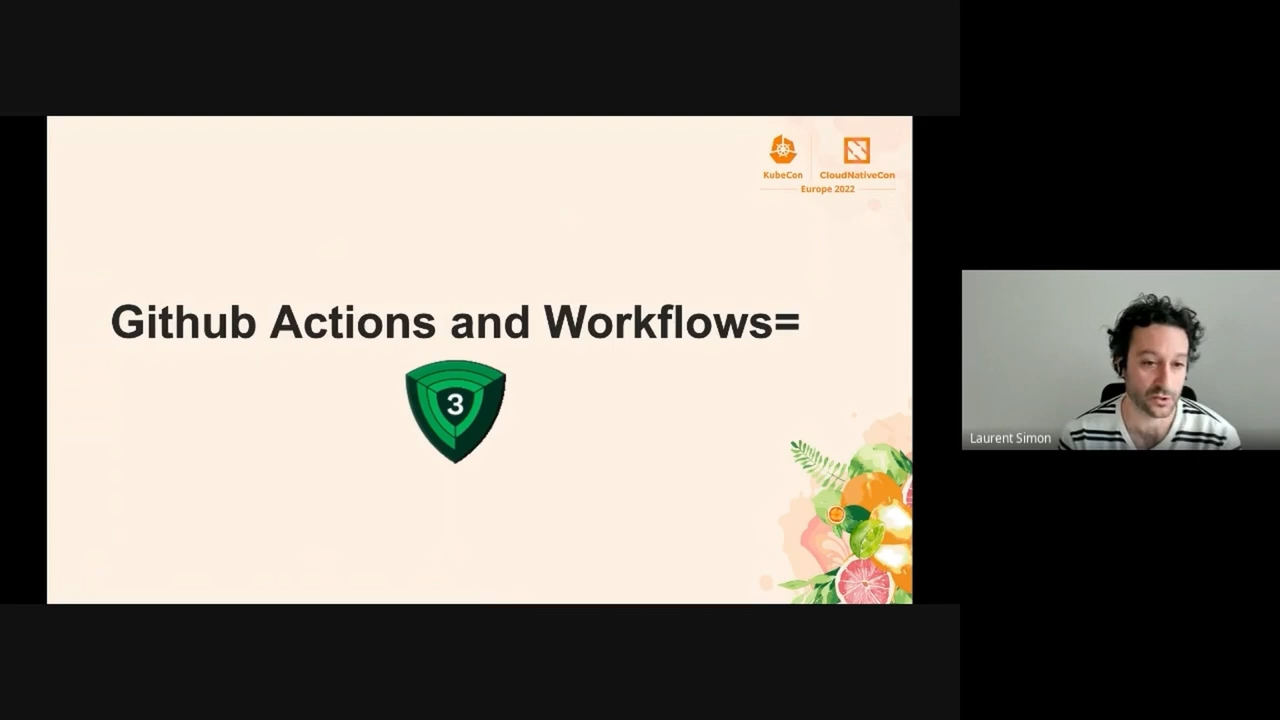 KubeCon
CloudNativeCon
Europe 2022
Github Actions and Workflows=
3
Laurent Simon